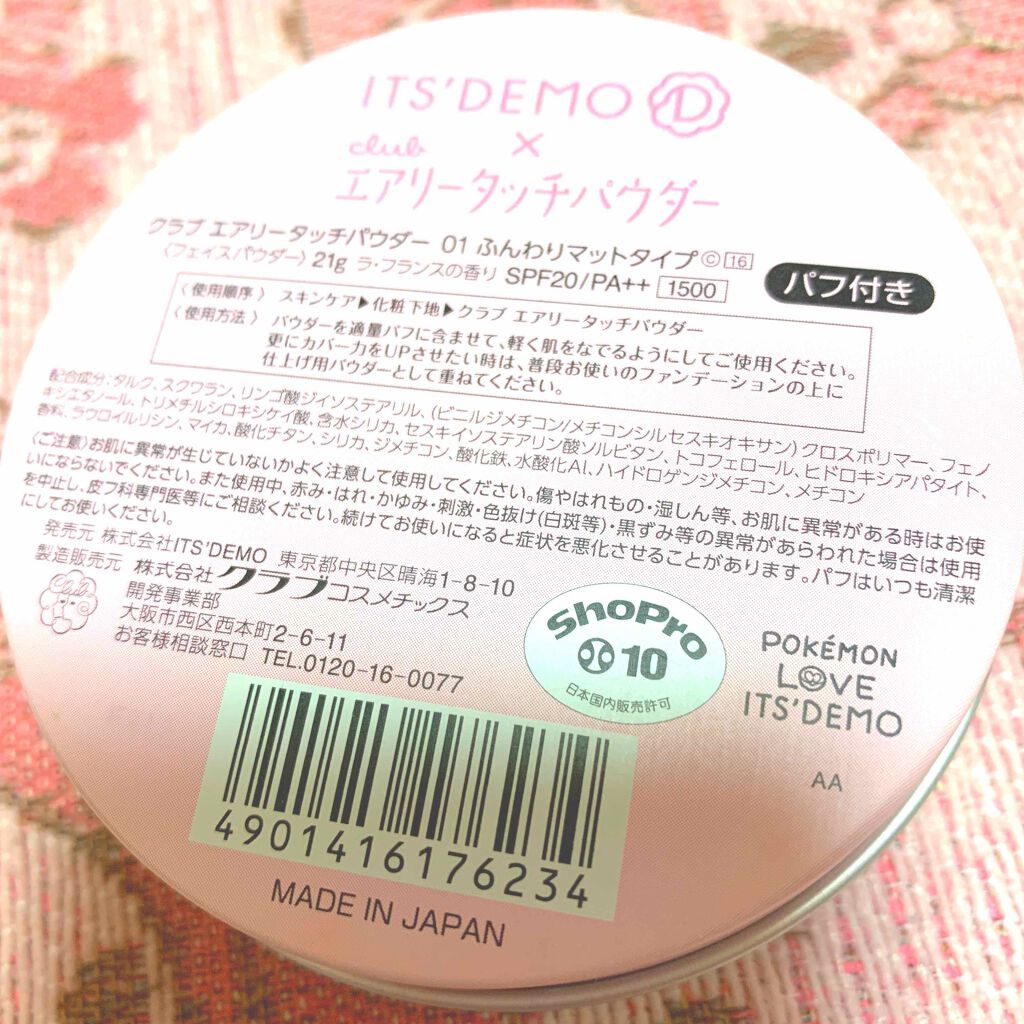 ITS'DEMO D
club ×
エアリータッチパウダー
クラブ エアリータッチパウダー 01 ふんわりマットタイプ © 16
〈フェイスパウダー〉 21g ラ・フランスの香り SPF20/PA++ 1500
パフ付き
〈使用順序〉 スキンケア▶化粧下地▶クラブ エアリータッチパウダー
〈使用方法〉 パウダーを適量パフに含ませて、軽く肌をなでるようにしてご使用ください。
更にカバー力をUPさせたい時は、普段お使いのファンデーションの上に
仕上げ用パウダーとして重ねてください。
配合成分:タルク、スクワラン、リンゴ酸ジイソステアリル、(ビニルジメチコン/メチコンシルセスキオキサン)クロスポリマー、フェノ
キシエタノール、トリメチルシロキシケイ酸、含水シリカ、セスキイソステアリン酸ソルビタン、トコフェロール、ヒドロキシアパタイト、
香料、ラウロイルリシン、マイカ、酸化チタン、シリカ、ジメチコン、酸化鉄、水酸化Al、ハイドロゲンジメチコン、メチコン
〈ご注意〉お肌に異常が生じていないかよく注意して使用してください。傷やはれもの・湿しん等、お肌に異常がある時はお使
いにならないでください。また使用中、赤み・はれ・かゆみ・刺激・色抜け(白斑等)・黒ずみ等の異常があらわれた場合は使用
を中止し、皮フ科専門医等にご相談ください。続けてお使いになると症状を悪化させることがあります。パフはいつも清潔
にしてお使いください。
発売元 株式会社ITS'DEMO 東京都中央区晴海1-8-10
製造販売元 株式会社クラブコスメチックス
開発事業部
大阪市西区西本町2-6-11
お客様相談窓口 TEL.0120-16-0077
Club
ShoPro
10
日本国内販売許可
POKÉMON
LOVE
ITS'DEMO
AA
4901416176234
MADE IN JAPAN